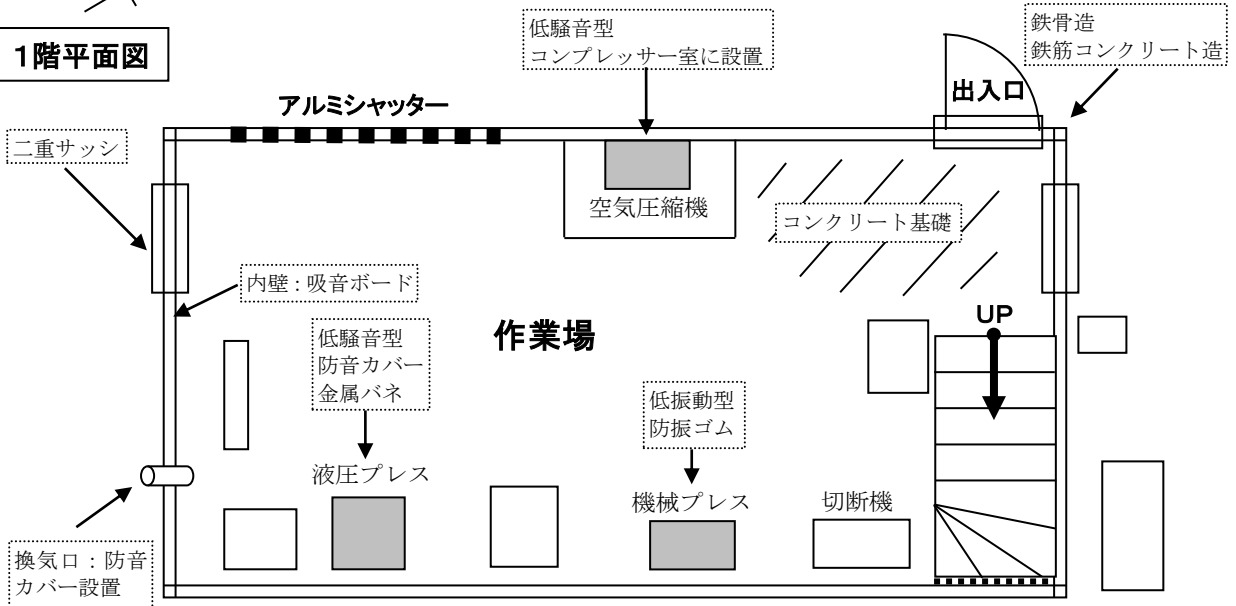 低騒音型
コンプレッサー室に設置
鉄骨造
鉄筋コンクリート造
1階平面図
出入口
アルミシャッター
二重サッシ
空気圧縮機
コンクリート基礎
内壁：吸音ボード
UP
作業場
低騒音型
防音カバー
金属バネ
低振動型
防振ゴム
液圧プレス
機械プレス
切断機
換気口：防音
カバー設置